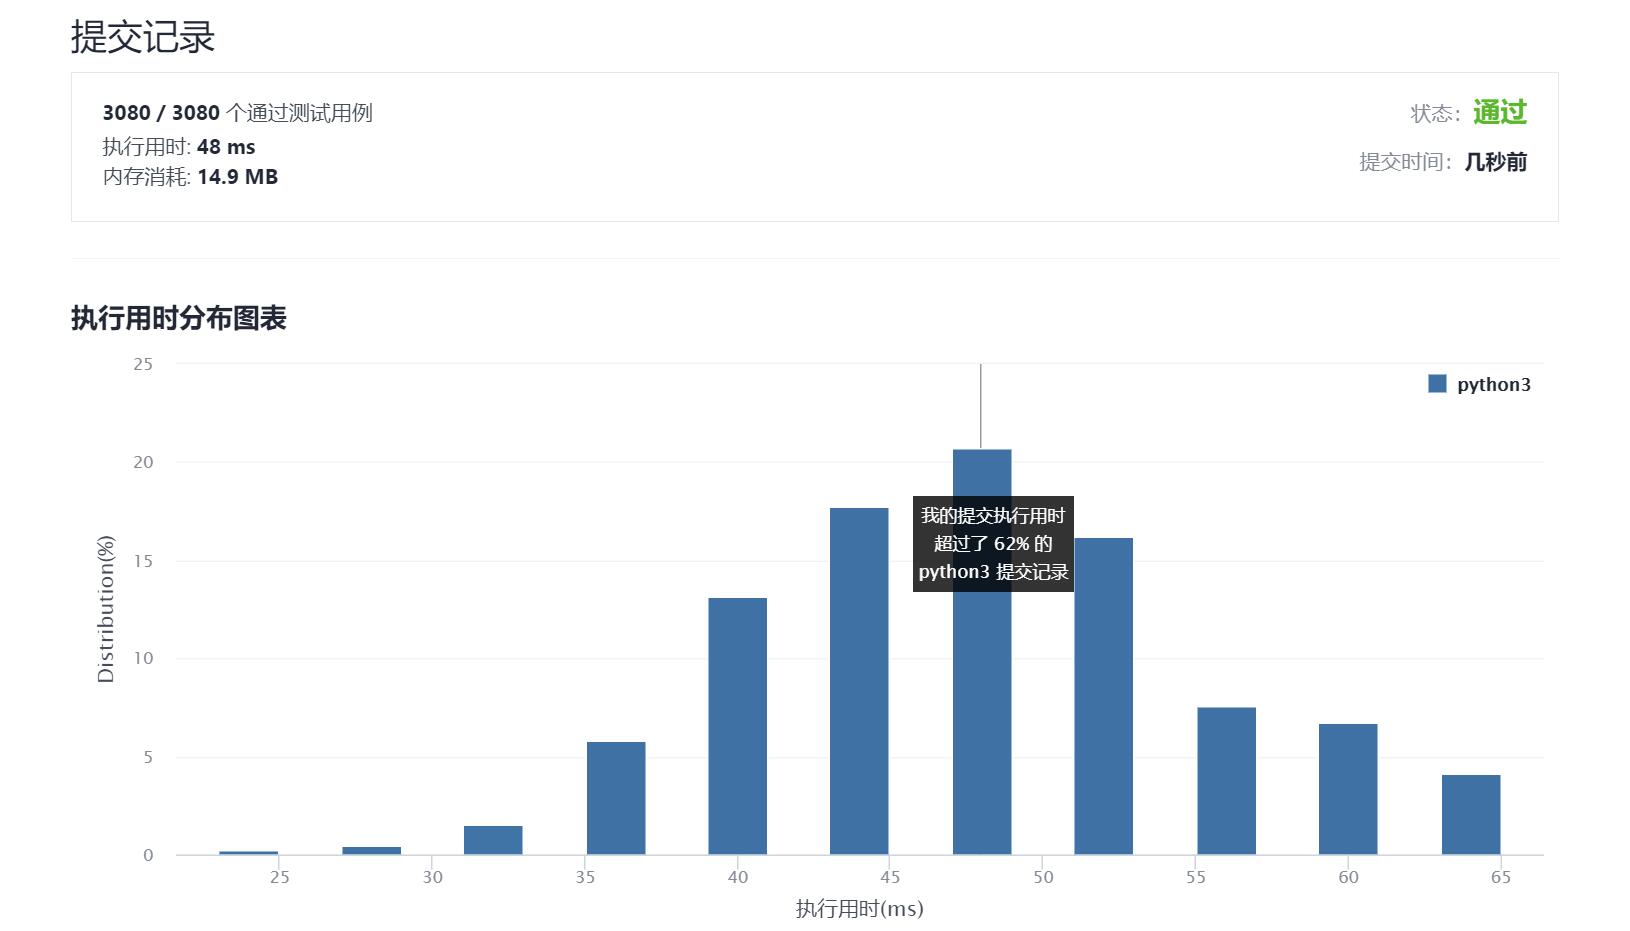 提交记录
3080 / 3080 个通过测试用例
状态：通过
执行用时: 48 ms
提交时间：几秒前
内存消耗: 14.9 MB
执行用时分布图表
25
python3
20
我的提交执行用时
超过了 62% 的
python3 提交记录
15
Distribution(%)
10
5
0
25 30 35 40 45 50 55 60 65
执行用时(ms)